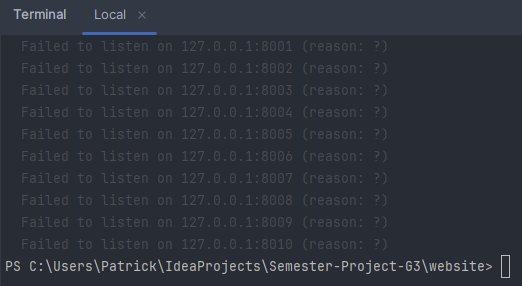 Terminal Local ×
Failed to listen on 127.0.0.1:8001 (reason: ?)
Failed to listen on 127.0.0.1:8002 (reason: ?)
Failed to listen on 127.0.0.1:8003 (reason: ?)
Failed to listen on 127.0.0.1:8004 (reason: ?)
Failed to listen on 127.0.0.1:8005 (reason: ?)
Failed to listen on 127.0.0.1:8006 (reason: ?)
Failed to listen on 127.0.0.1:8007 (reason: ?)
Failed to listen on 127.0.0.1:8008 (reason: ?)
Failed to listen on 127.0.0.1:8009 (reason: ?)
Failed to listen on 127.0.0.1:8010 (reason: ?)
PS C:\Users\Patrick\IdeaProjects\Semester-Project-G3\website>